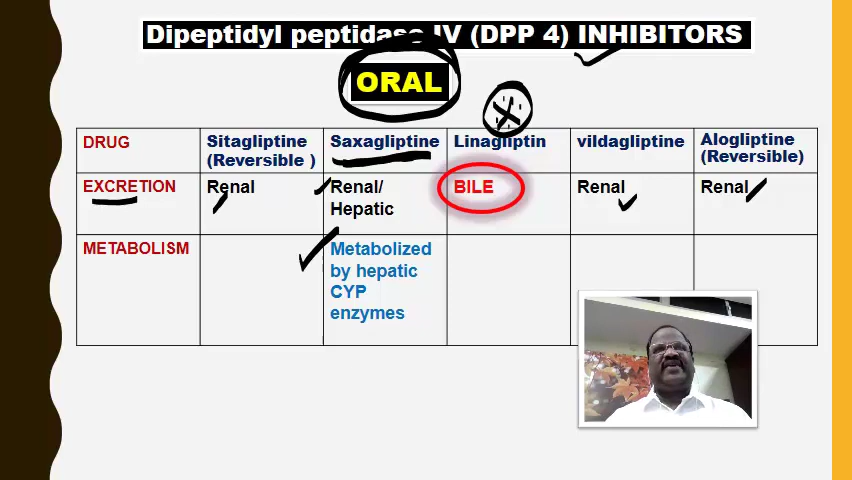 Dipeptidyl peptidase IV (DPP 4) INHIBITORS
ORAL
DRUG
Sitagliptine
(Reversible )
Saxagliptine
Linagliptin
vildagliptine
Alogliptine
(Reversible)
EXCRETION
Renal
Renal/
Hepatic
BILE
Renal
Renal
METABOLISM
Metabolized
by hepatic
CYP
enzymes